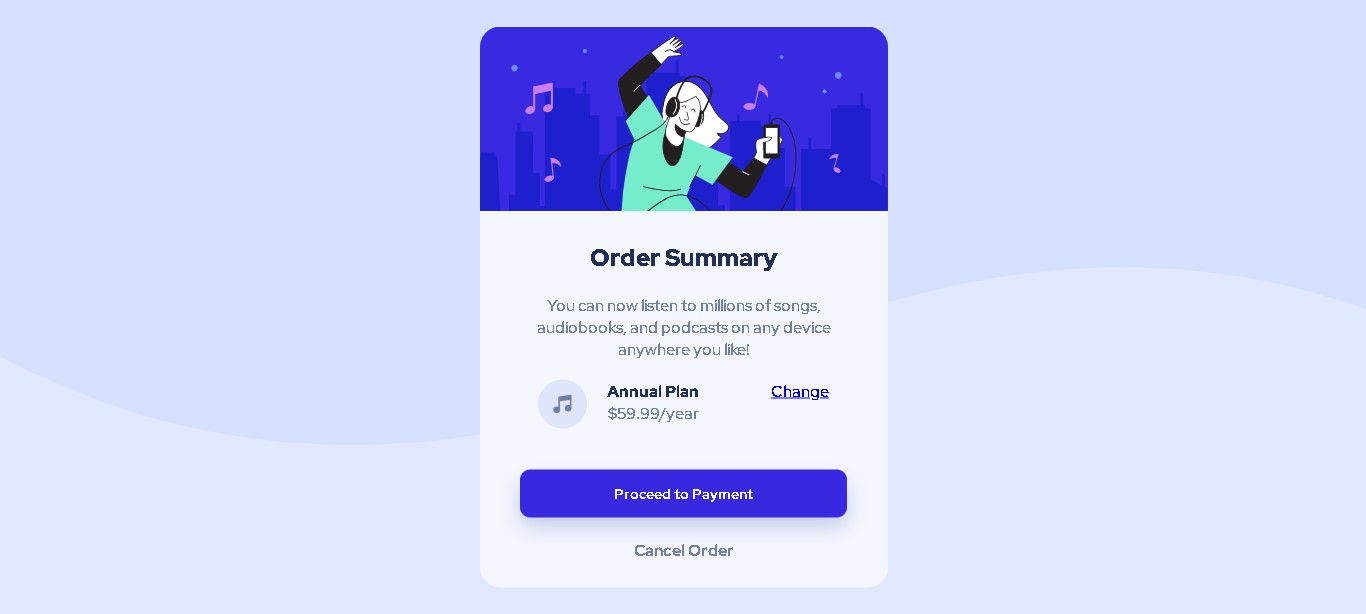 Order Summary
You can now listen to millions of songs,
audiobooks, and podcasts on any device
anywhere you like!
Annual Plan
Change
$59.99/year
Proceed to Payment
Cancel Order